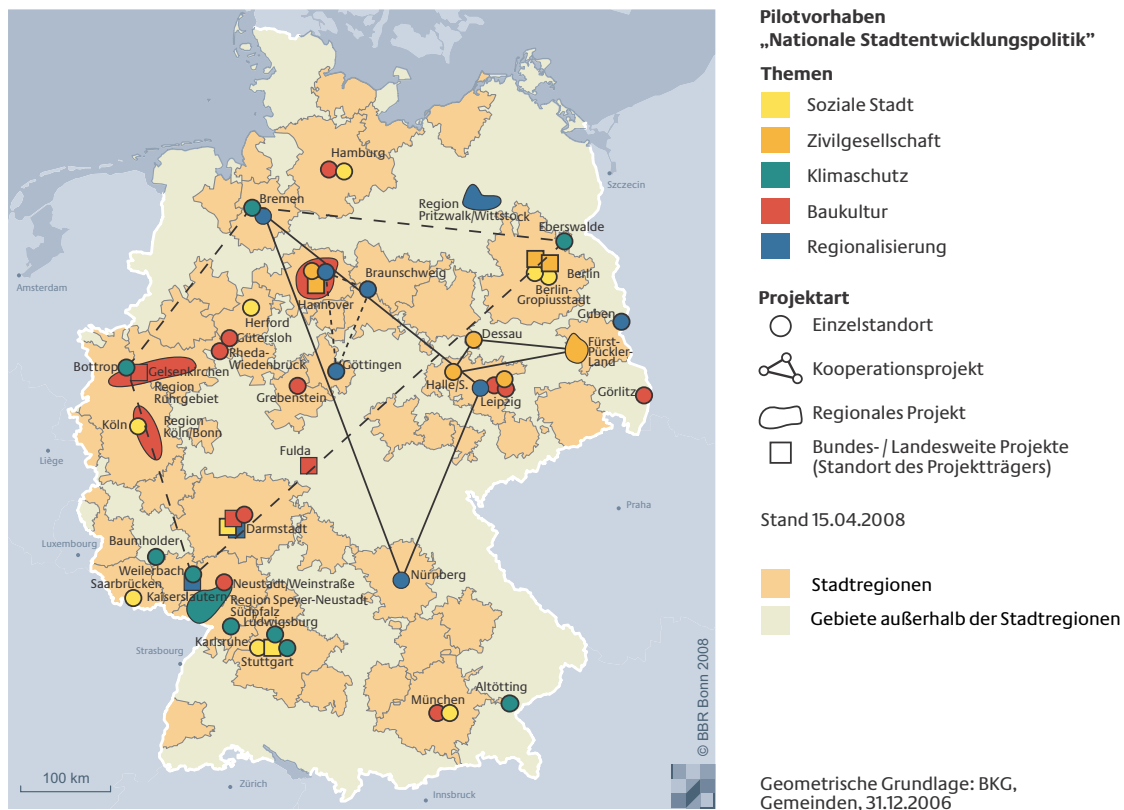 Pilotvorhaben
„Nationale Stadtentwicklungspolitik”
Themen
Soziale Stadt
Zivilgesellschaft
Klimaschutz
Baukultur
Regionalisierung
Projektart
Einzelstandort
Kooperationsprojekt
Regionales Projekt
Bundes- / Landesweite Projekte
(Standort des Projektträgers)
Stand 15.04.2008
Stadtregionen
Gebiete außerhalb der Stadtregionen
Geometrische Grundlage: BKG,
Gemeinden, 31.12.2006
Hamburg
Szczecin
Bremen
Region
Pritzwalk/Wittstock
Eberswalde
Amsterdam
Braunschweig
Berlin
Berlin-
Gropiusstadt
Hannover
Herford
Guben
Gütersloh
Dessau
Rheda-
Wiedenbrück
Fürst-
Pückler-
Land
Bottrop
Gelsenkirchen
Göttingen
Halle/S.
Region
Ruhrgebiet
Grebenstein
Leipzig
Görlitz
Köln
Region
Köln/Bonn
Liège
Fulda
Praha
Darmstadt
Baumholder
Luxembourg
Weilerbach
Nürnberg
Saarbrücken
Kaiserslautern
Neustadt/Weinstraße
Region Speyer-Neustadt
Südpfalz
Ludwigsburg
Karlsruhe
Strasbourg
Stuttgart
Altötting
München
© BBR Bonn 2008
100 km
Zürich
Innsbruck